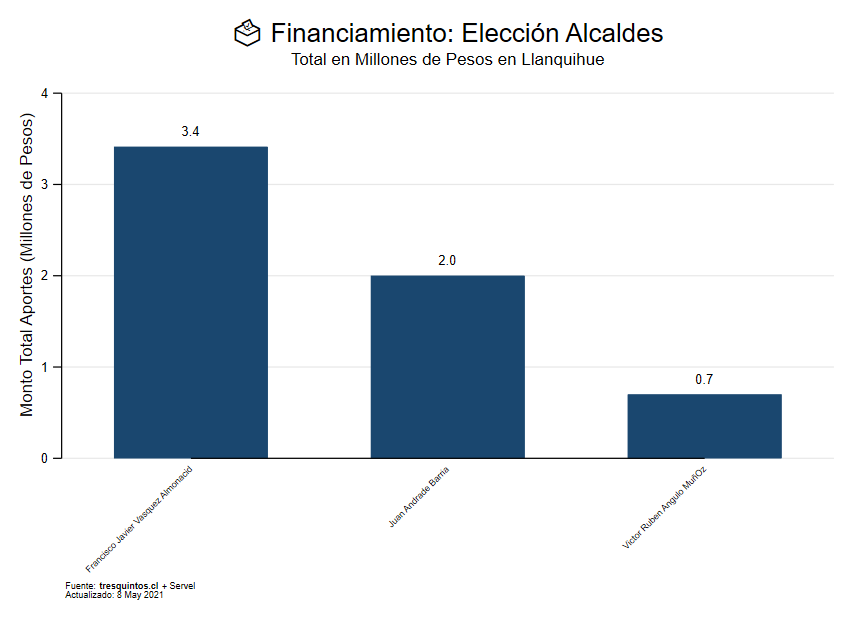 Financiamiento: Elección Alcaldes
Total en Millones de Pesos en Llanquihue
Monto Total Aportes (Millones de Pesos)
4
3
2
1
0
3.4
2.0
0.7
Francisco Javier Vasquez Almonacid
Juan Andrade Barria
Victor Ruben Angulo MuñOz
Fuente: tresquintos.cl + Servel
Actualizado: 8 May 2021